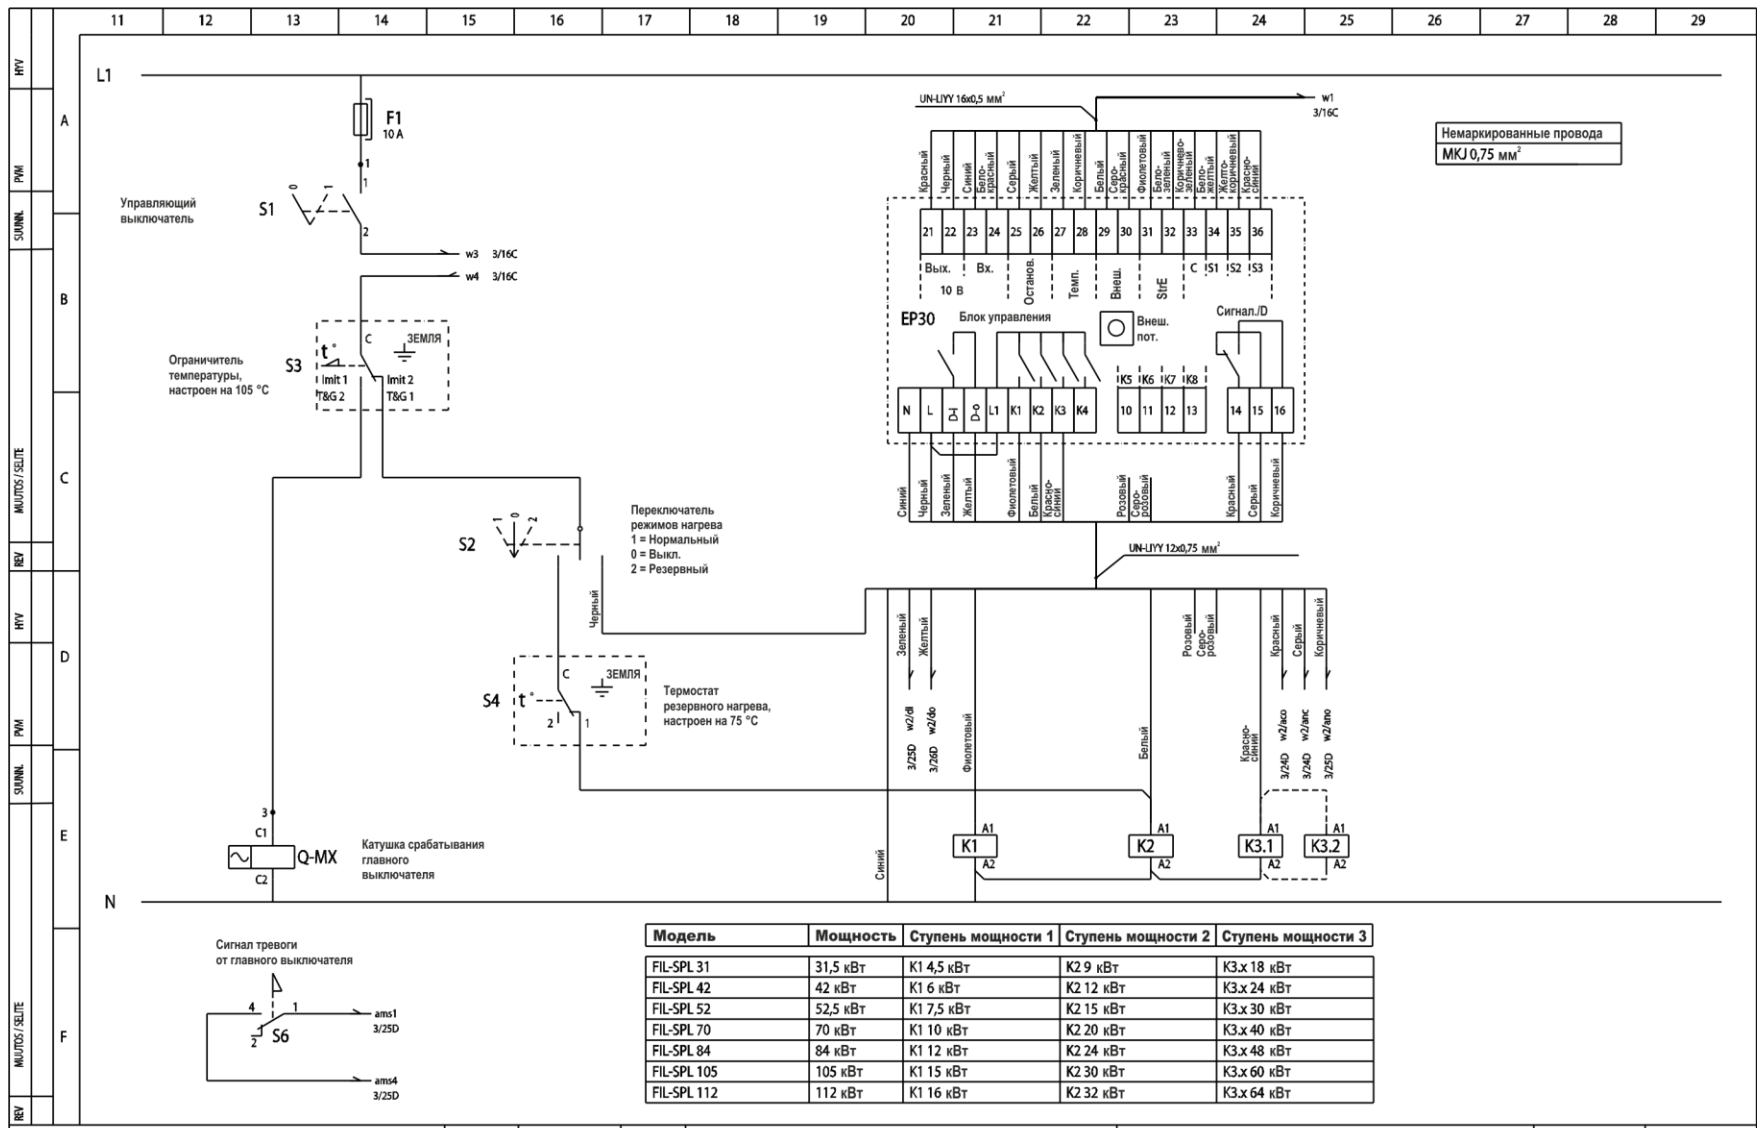 11 12 13 14 15 16 17 18 19 20 21 22 23 24 25 26 27 28 29
HYV
PVM
SUUNN.
MUUTOS / SELITE
REV
HYV
PVM
SUUNN.
MUUTOS / SELITE
REV
A
B
C
D
E
F
L1
F1
10 A
1
1
0 1
S1
Управляющий
выключатель
2
w3 3/16C
w4 3/16C
C
ЗЕМЛЯ
t°
S3
lmit 1 lmit 2
T&G 2 T&G 1
Ограничитель
температуры,
настроен на 105 °C
1 0 2
S2
Переключатель
режимов нагрева
1 = Нормальный
0 = Выкл.
2 = Резервный
Черный
C
ЗЕМЛЯ
S4
t°
2 1
Термостат
резервного нагрева,
настроен на 75 °C
3
C1
Q-MX
C2
Катушка срабатывания
главного
выключателя
N
Сигнал тревоги
от главного выключателя
4 1
2 S6
ams1
3/25D
ams4
3/25D
UN-LIYY 16x0,5 мм²
w1
3/16C
Немаркированные провода
MKJ 0,75 мм²
Красный
Черный
Синий
Бело-
красный
Серый
Желтый
Зеленый
Коричневый
Белый
Серо-
красный
Фиолетовый
Бело-
зеленый
Коричнево-
зеленый
Бело-
желтый
Желто-
коричневый
Красно-
синий
21 22 23 24 25 26 27 28 29 30 31 32 33 34 35 36
Вых. Вх. Останов. Темп. Внеш. StrE C S1 S2 S3
10 В
EP30
Блок управления
Внеш.
пот.
Сигнал./D
K5 K6 K7 K8
N L D-I D-o L1 K1 K2 K3 K4 10 11 12 13 14 15 16
Синий
Черный
Зеленый
Желтый
Фиолетовый
Белый
Красно-
синий
Розовый
Серо-
розовый
Красный
Серый
Коричневый
UN-LIYY 12x0,75 мм²
Зеленый
Желтый
Розовый
Серо-
розовый
Красный
Серый
Коричневый
3/25D w2/di
3/26D w2/do
Фиолетовый
Белый
Красно-
синий
3/24D w2/aco
3/24D w2/anc
3/25D w2/ano
Синий
A1 A1 A1 A1
K1 K2 K3.1 K3.2
A2 A2 A2 A2
Модель Мощность Ступень мощности 1 Ступень мощности 2 Ступень мощности 3
FIL-SPL 31 31,5 кВт K1 4,5 кВт K2 9 кВт K3.x 18 кВт
FIL-SPL 42 42 кВт K1 6 кВт K2 12 кВт K3.x 24 кВт
FIL-SPL 52 52,5 кВт K1 7,5 кВт K2 15 кВт K3.x 30 кВт
FIL-SPL 70 70 кВт K1 10 кВт K2 20 кВт K3.x 40 кВт
FIL-SPL 84 84 кВт K1 12 кВт K2 24 кВт K3.x 48 кВт
FIL-SPL 105 105 кВт K1 15 кВт K2 30 кВт K3.x 60 кВт
FIL-SPL 112 112 кВт K1 16 кВт K2 32 кВт K3.x 64 кВт